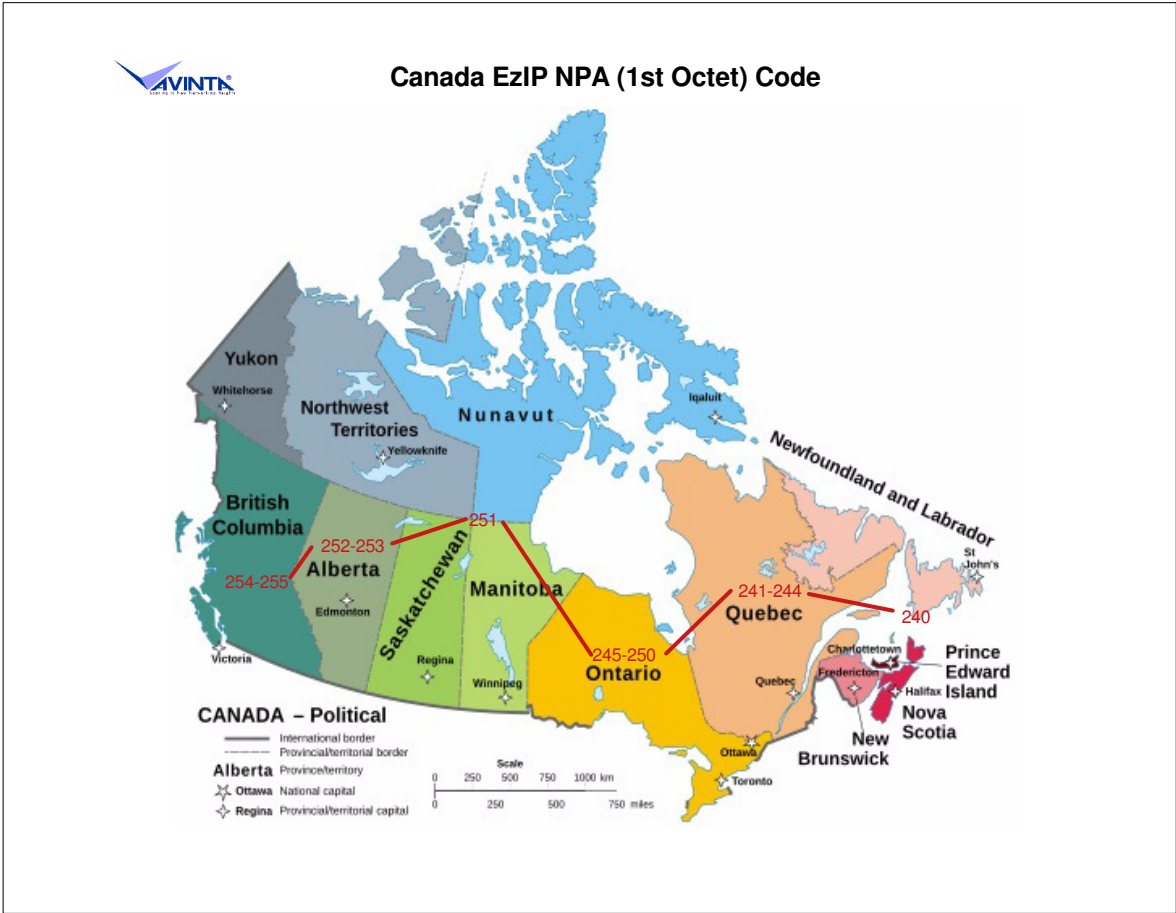 AVINTA®
Canada EzIP NPA (1st Octet) Code
Yukon
Whitehorse
Northwest
Territories
Yellowknife
Nunavut
Iqaluit
Newfoundland and Labrador
St
John's
British
Columbia
Victoria
254-255
252-253
Alberta
Edmonton
251
Saskatchewan
Regina
Manitoba
Winnipeg
245-250
Ontario
Ottawa
Toronto
241-244
Quebec
Quebec
240
Charlottetown
Prince
Edward
Island
Fredericton
Halifax
Nova
Scotia
New
Brunswick
CANADA – Political
International border
Provincial/territorial border
Alberta Province/territory
Ottawa National capital
Regina Provincial/territorial capital
Scale
0 250 500 750 1000 km
0 250 500 750 miles